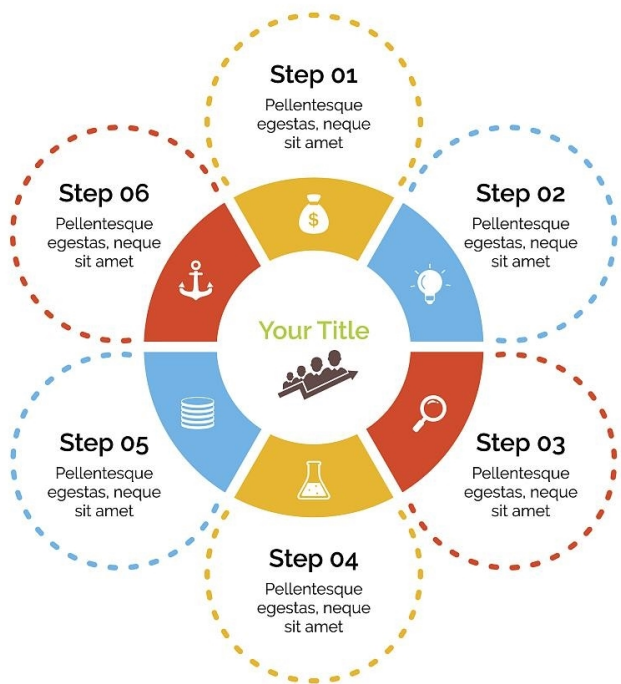 Step 01
Pellentesque
egestas, neque
sit amet
Step 02
Pellentesque
egestas, neque
sit amet
Step 03
Pellentesque
egestas, neque
sit amet
Step 04
Pellentesque
egestas, neque
sit amet
Step 05
Pellentesque
egestas, neque
sit amet
Step 06
Pellentesque
egestas, neque
sit amet
Your Title
$